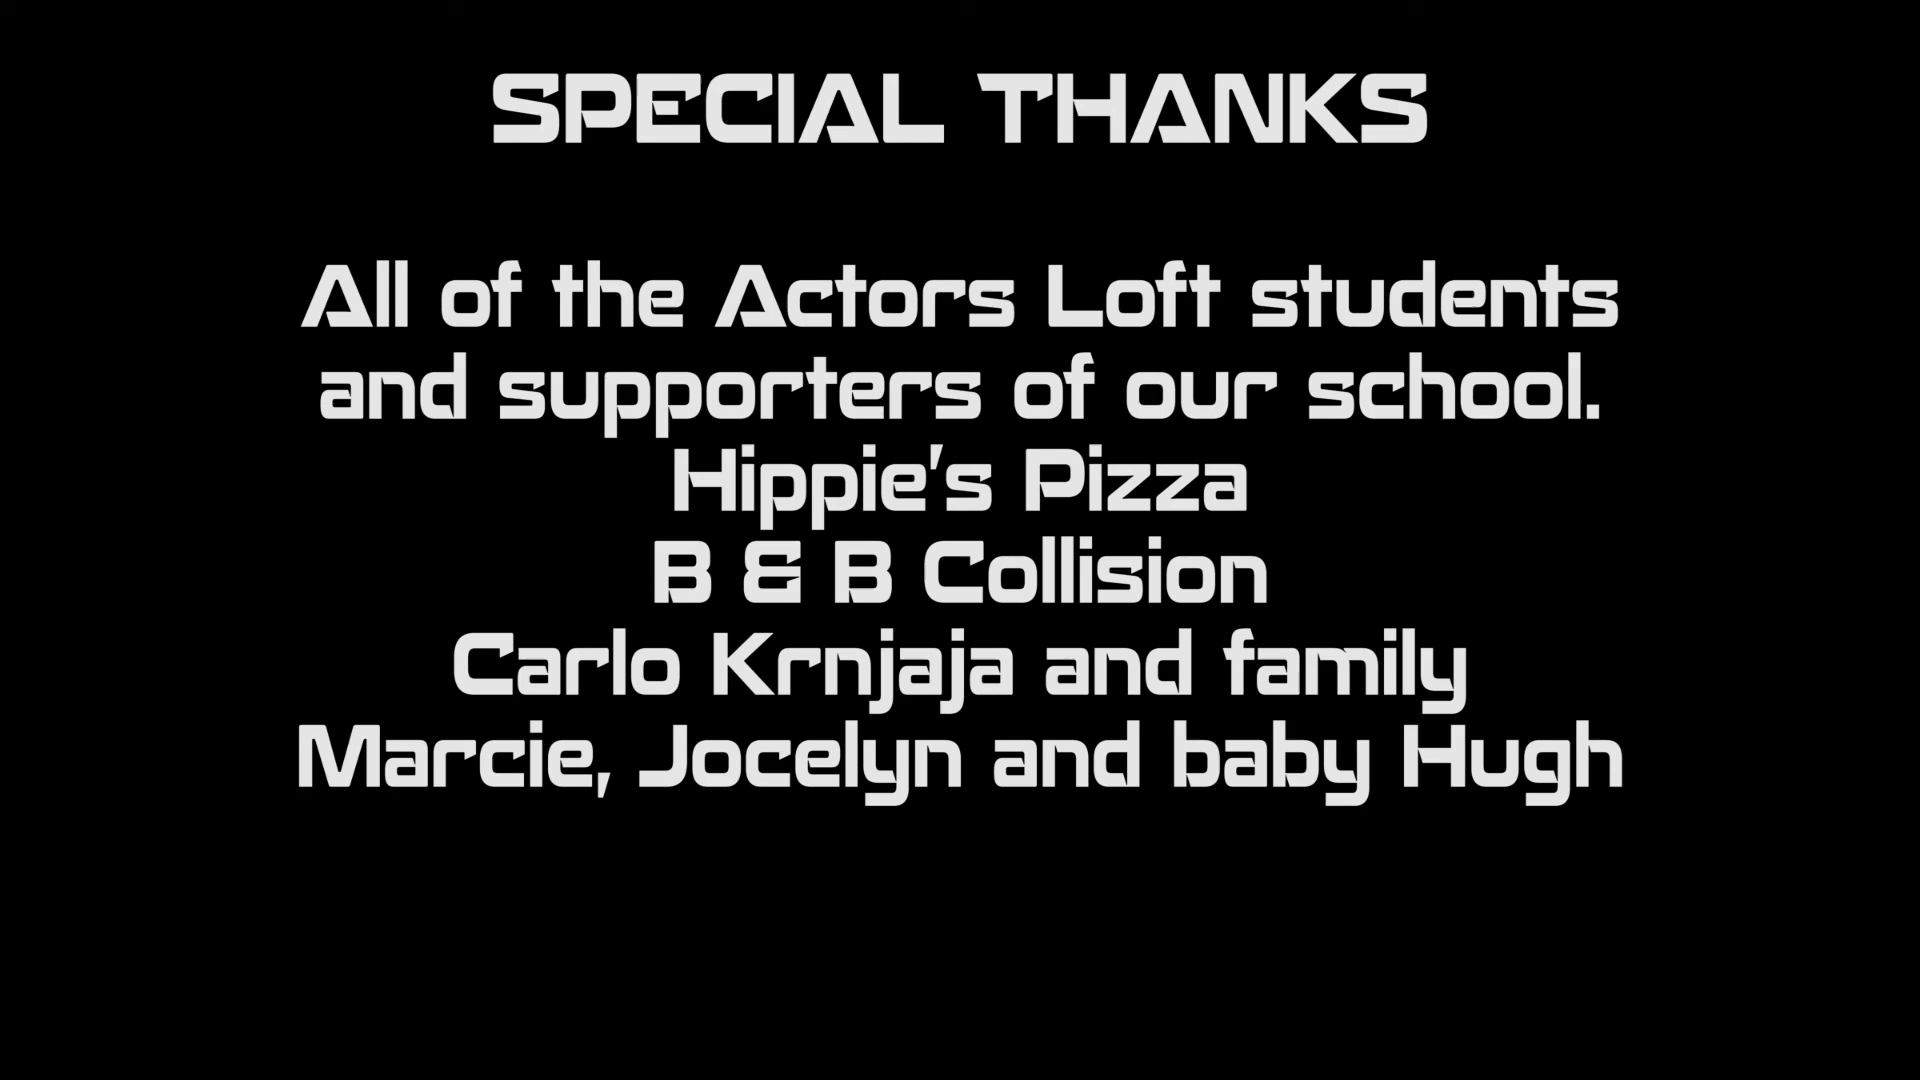 SPECIAL THANKS
All of the Actors Loft students
and supporters of our school.
Hippie's Pizza
B & B Collision
Carlo Krnjaja and family
Marcie, Jocelyn and baby Hugh